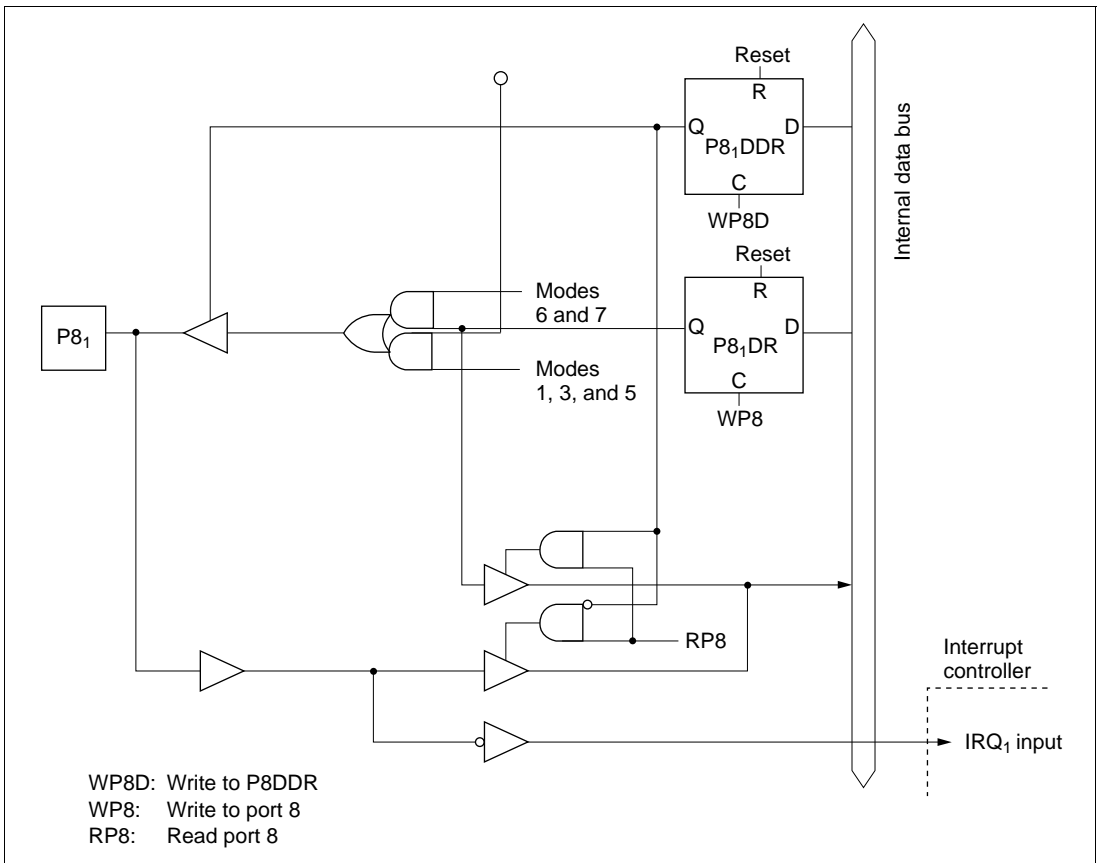 Reset
R
Q
D
P8₁DDR
C
WP8D
Internal data bus
Reset
R
Modes
6 and 7
Q
D
P8₁
P8₁DR
Modes
1, 3, and 5
C
WP8
RP8
Interrupt
controller
IRQ₁ input
WP8D: Write to P8DDR
WP8: Write to port 8
RP8: Read port 8